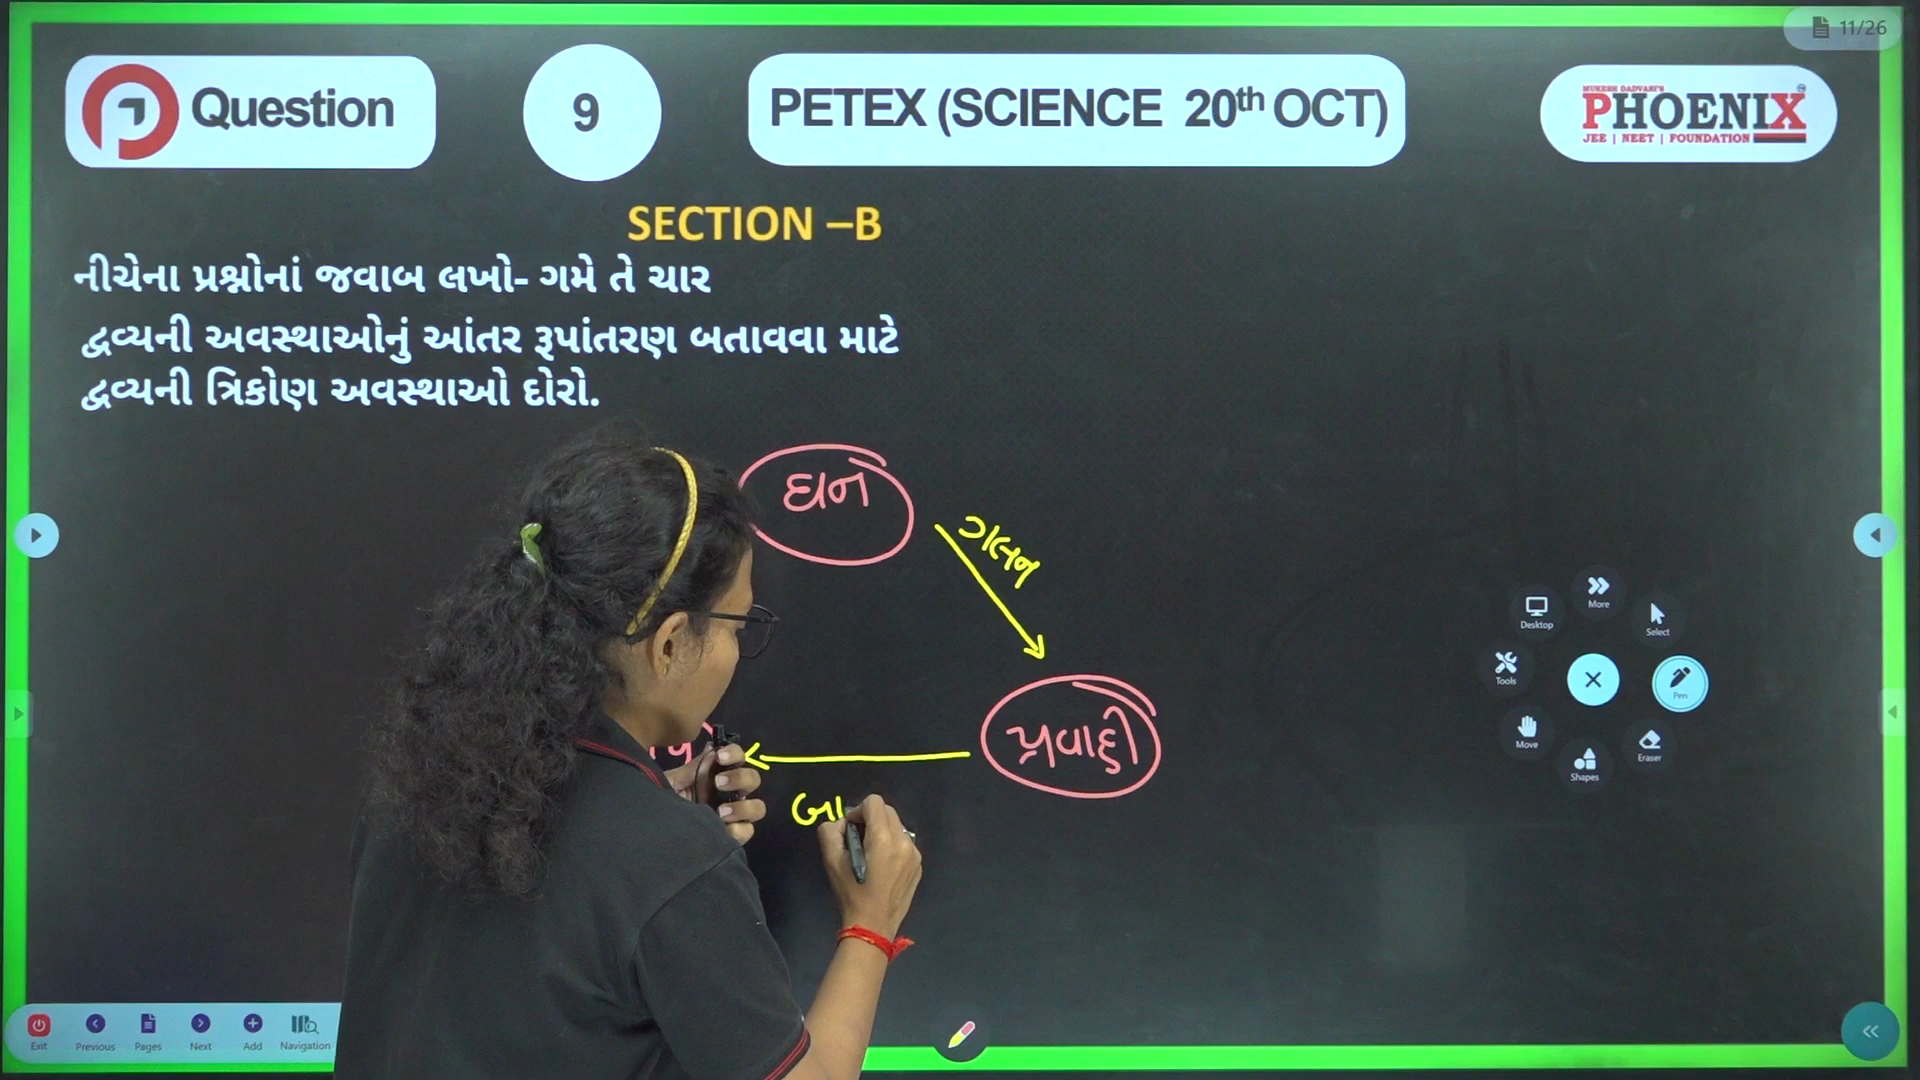 11/26
Question
9
PETEX (SCIENCE 20th OCT)
MUKESH DADVANI'S
PHOENIX
JEE | NEET | FOUNDATION
SECTION –B
નીચેના પ્રશ્નોનાં જવાબ લખો- ગમે તે ચાર
દ્રવ્યની અવસ્થાઓનું આંતર રૂપાંતરણ બતાવવા માટે
દ્રવ્યની ત્રિકોણ અવસ્થાઓ દોરો.
ઘન
ગલન
પ્રવાહી
બા
More
Desktop
Select
Tools
Pen
Move
Eraser
Shapes
Exit
Previous
Pages
Next
Add
Navigation